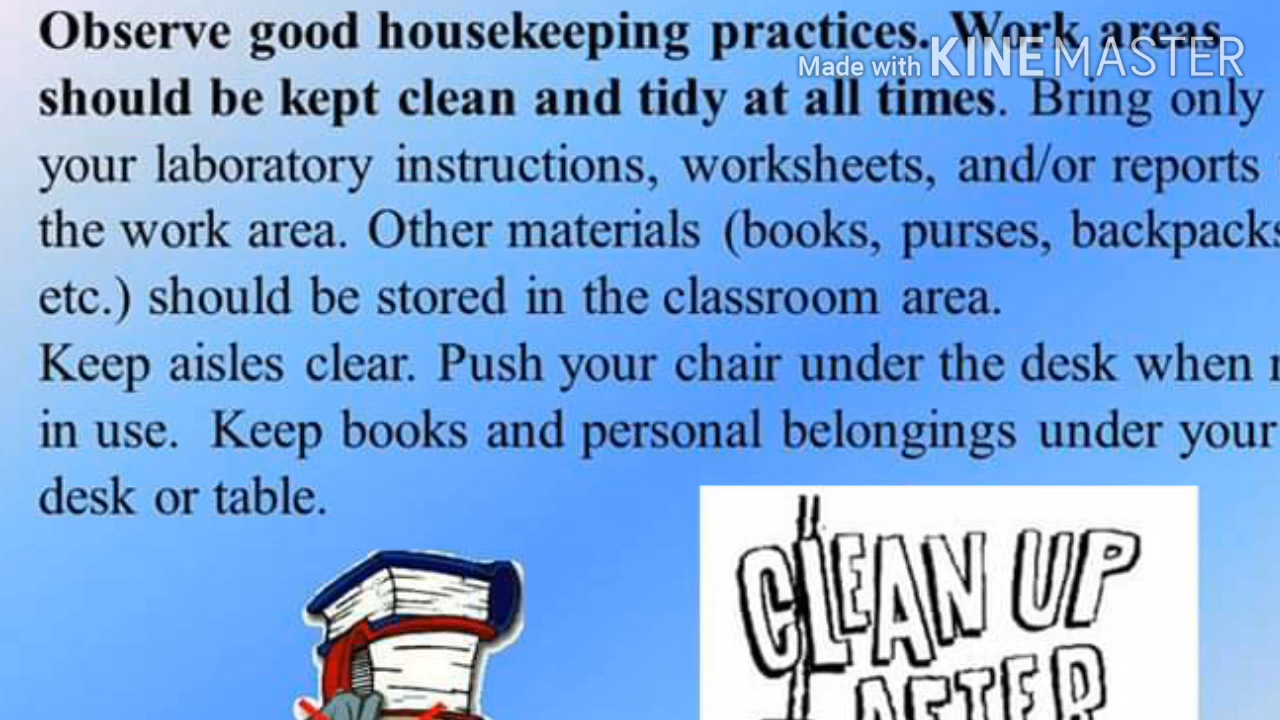 Observe good housekeeping practices. Work areas
Made with KINEMASTER
should be kept clean and tidy at all times. Bring only
your laboratory instructions, worksheets, and/or reports
the work area. Other materials (books, purses, backpacks
etc.) should be stored in the classroom area.
Keep aisles clear. Push your chair under the desk when
in use. Keep books and personal belongings under your
desk or table.
CLEAN UP
AFTER